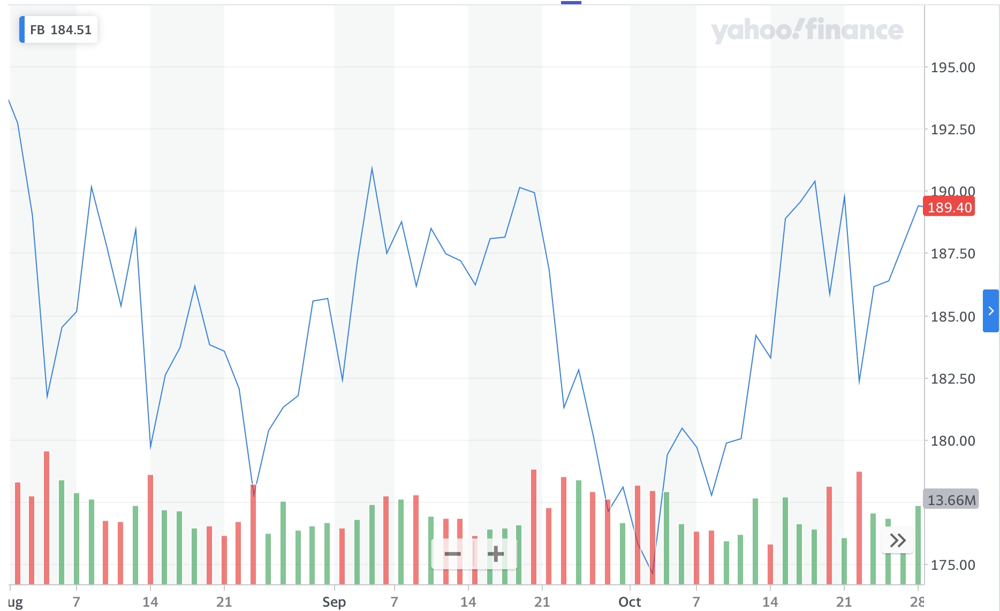 FB 184.51
yahoo!finance
195.00
192.50
190.00
189.40
187.50
185.00
182.50
180.00
13.66M
175.00
ug 7 14 21 Sep 7 14 21 Oct 7 14 21 28